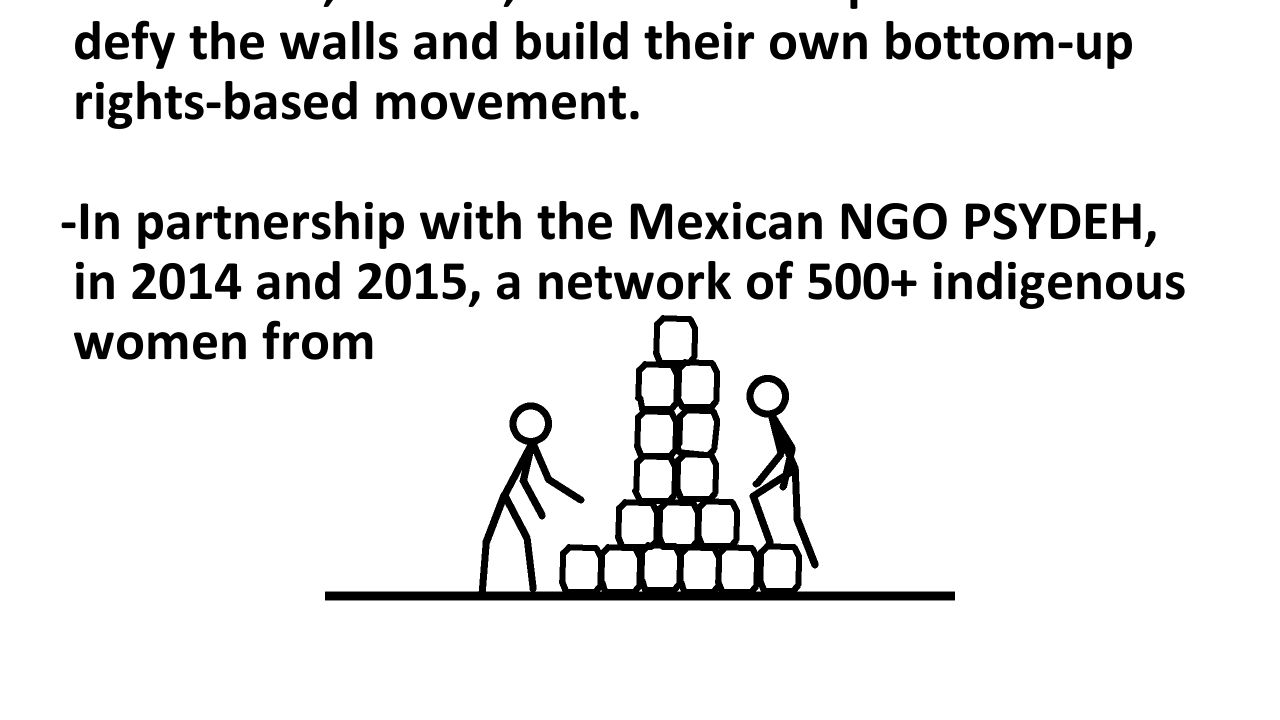 defy the walls and build their own bottom-up
rights-based movement.
-In partnership with the Mexican NGO PSYDEH,
in 2014 and 2015, a network of 500+ indigenous
women from